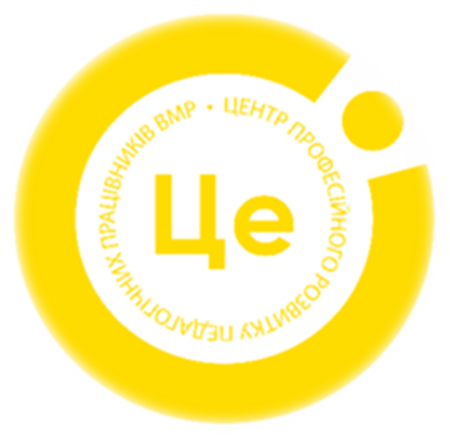 ЦЕНТР ПРОФЕСІЙНОГО РОЗВИТКУ ПЕДАГОГІЧНИХ ПРАЦІВНИКІВ ВМР •
Це